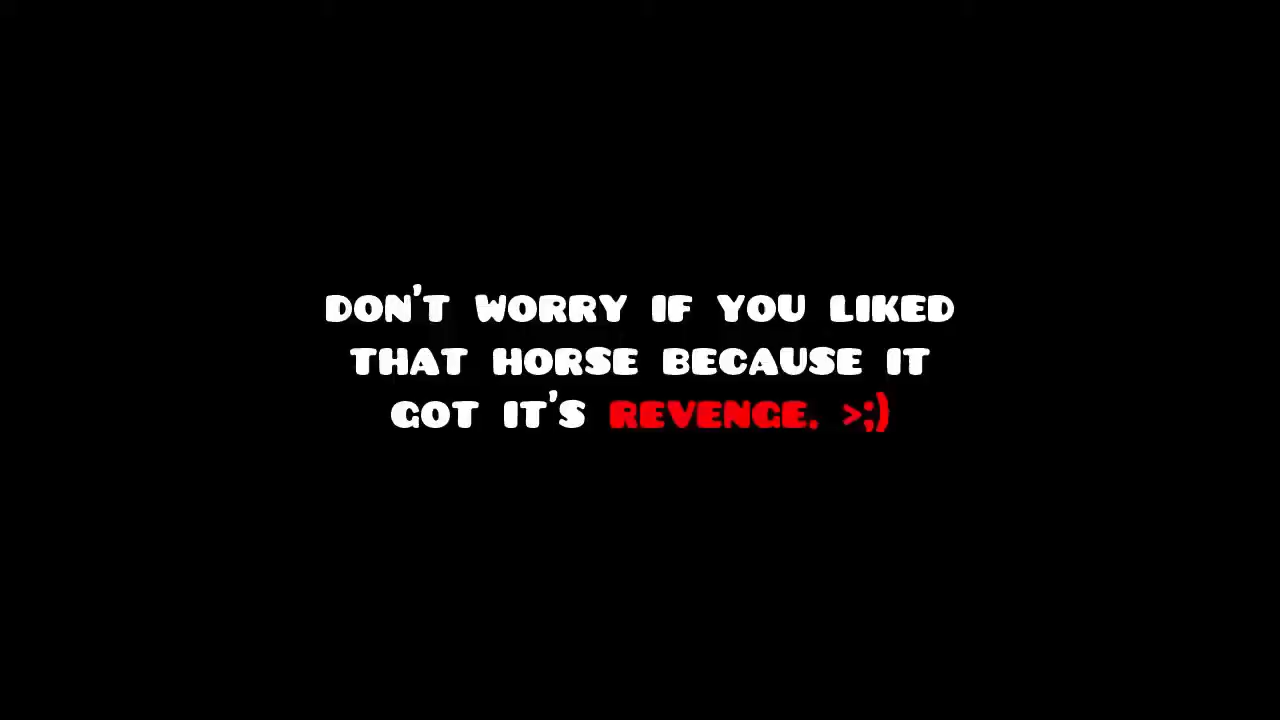 DON'T WORRY IF YOU LIKED
THAT HORSE BECAUSE IT
GOT IT'S REVENGE. >;)